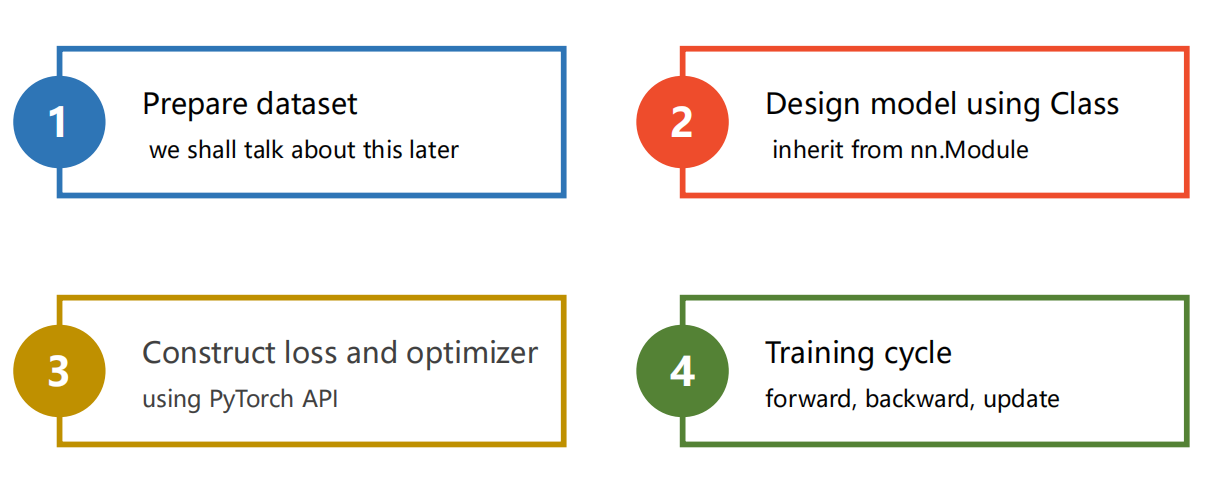 1
Prepare dataset
we shall talk about this later
2
Design model using Class
inherit from nn.Module
3
Construct loss and optimizer
using PyTorch API
4
Training cycle
forward, backward, update